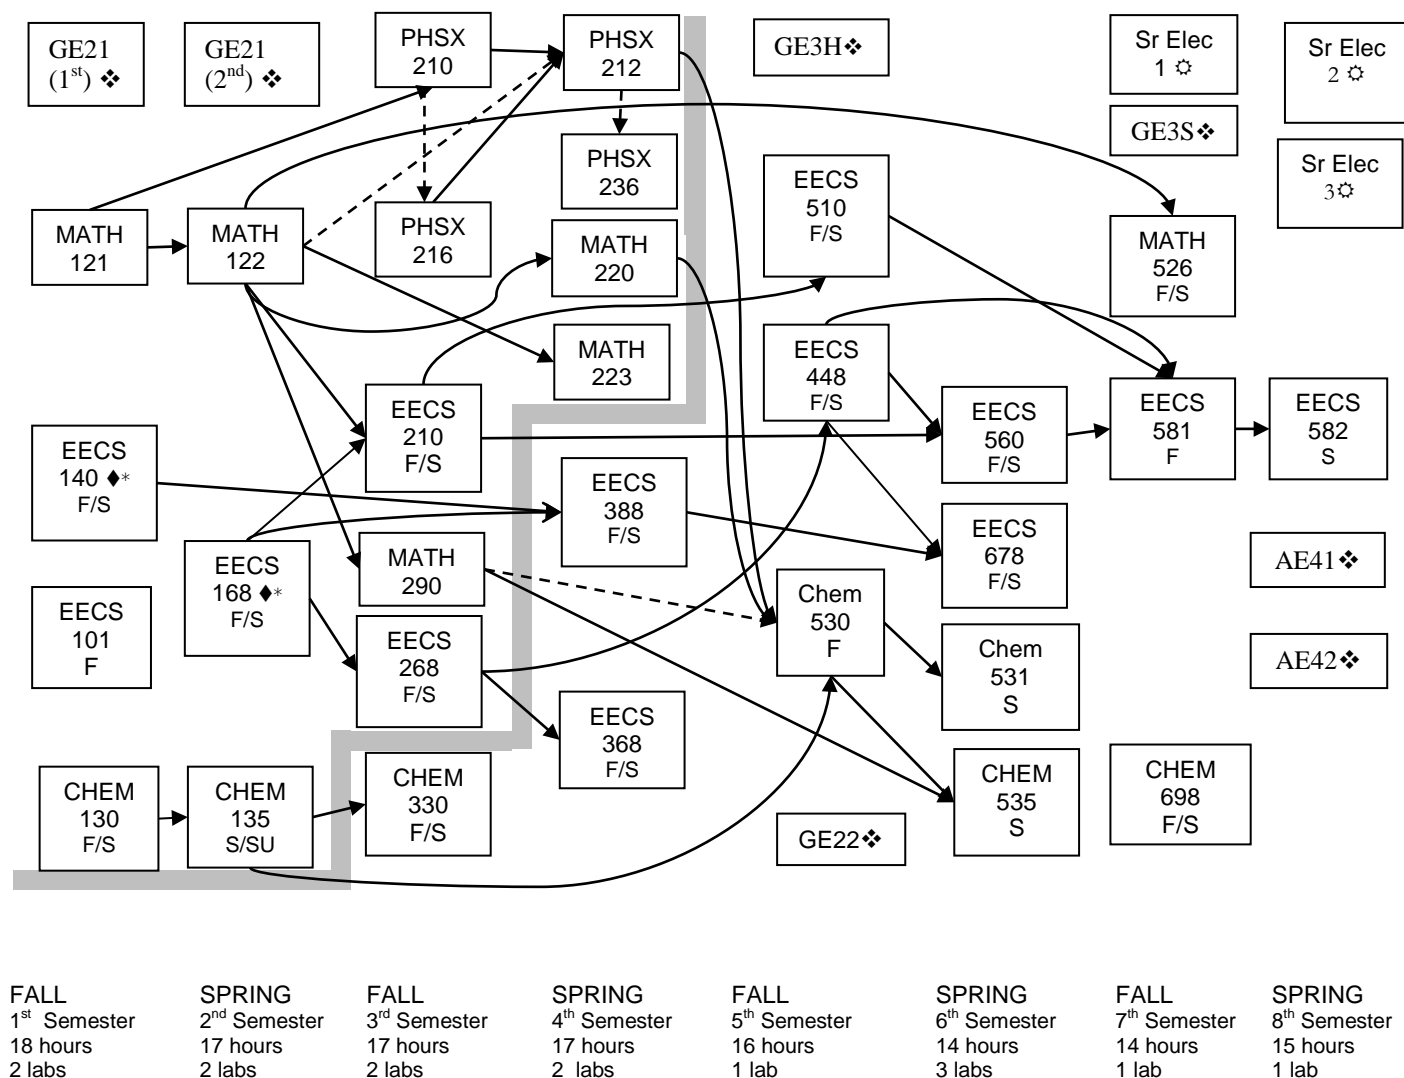 GE21
(1st) ❖
GE21
(2nd) ❖
PHSX
210
PHSX
212
GE3H❖
Sr Elec
1 ☼
Sr Elec
2 ☼
GE3S❖
PHSX
236
Sr Elec
3☼
EECS
510
F/S
MATH
121
MATH
122
PHSX
216
MATH
220
MATH
526
F/S
MATH
223
EECS
448
F/S
EECS
210
F/S
EECS
560
F/S
EECS
581
F
EECS
582
S
EECS
140 ♦*
F/S
EECS
388
F/S
EECS
678
F/S
EECS
168 ♦*
F/S
MATH
290
AE41❖
EECS
101
F
Chem
530
F
EECS
268
F/S
Chem
531
S
AE42❖
EECS
368
F/S
CHEM
130
F/S
CHEM
135
S/SU
CHEM
330
F/S
GE22❖
CHEM
535
S
CHEM
698
F/S
FALL
1st Semester
18 hours
2 labs
SPRING
2nd Semester
17 hours
2 labs
FALL
3rd Semester
17 hours
2 labs
SPRING
4th Semester
17 hours
2 labs
FALL
5th Semester
16 hours
1 lab
SPRING
6th Semester
14 hours
3 labs
FALL
7th Semester
14 hours
1 lab
SPRING
8th Semester
15 hours
1 lab